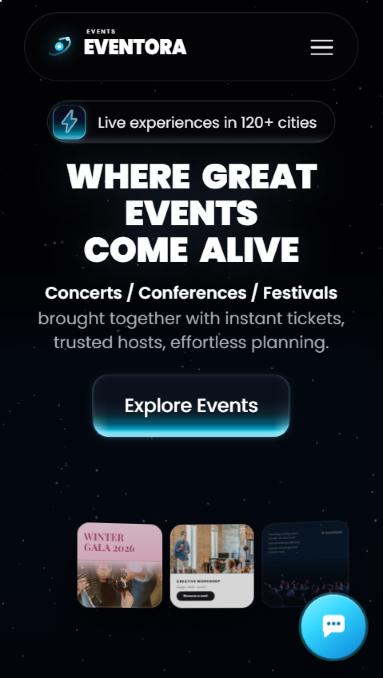 EVENTS
EVENTORA
Live experiences in 120+ cities
WHERE GREAT
EVENTS
COME ALIVE
Concerts / Conferences / Festivals
brought together with instant tickets,
trusted hosts, effortless planning.
Explore Events
WINTER
GALA 2026
CREATIVE WORKSHOP